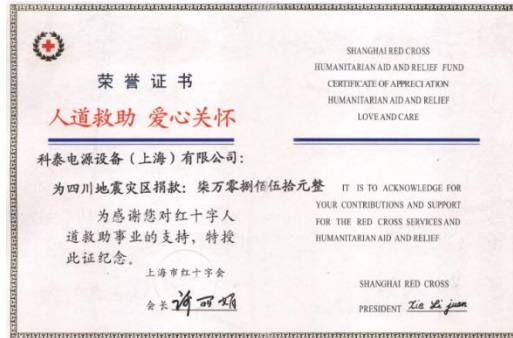 荣誉证书
人道救助 爱心关怀
科泰电源设备（上海）有限公司：
为四川地震灾区捐款：柒万零捌佰伍拾元整
为感谢您对红十字人
道救助事业的支持，特授
此证纪念。
上海市红十字会
会长
SHANGHAI RED CROSS
HUMANITARIAN AID AND RELIEF FUND
CERTIFICATE OF APPRECIATION
HUMANITARIAN AID AND RELIEF
LOVE AND CARE
IT IS TO ACKNOWLEDGE FOR
YOUR CONTRIBUTIONS AND SUPPORT
FOR THE RED CROSS SERVICES AND
HUMANITARIAN AID AND RELIEF
SHANGHAI RED CROSS
PRESIDENT Xie Li juan